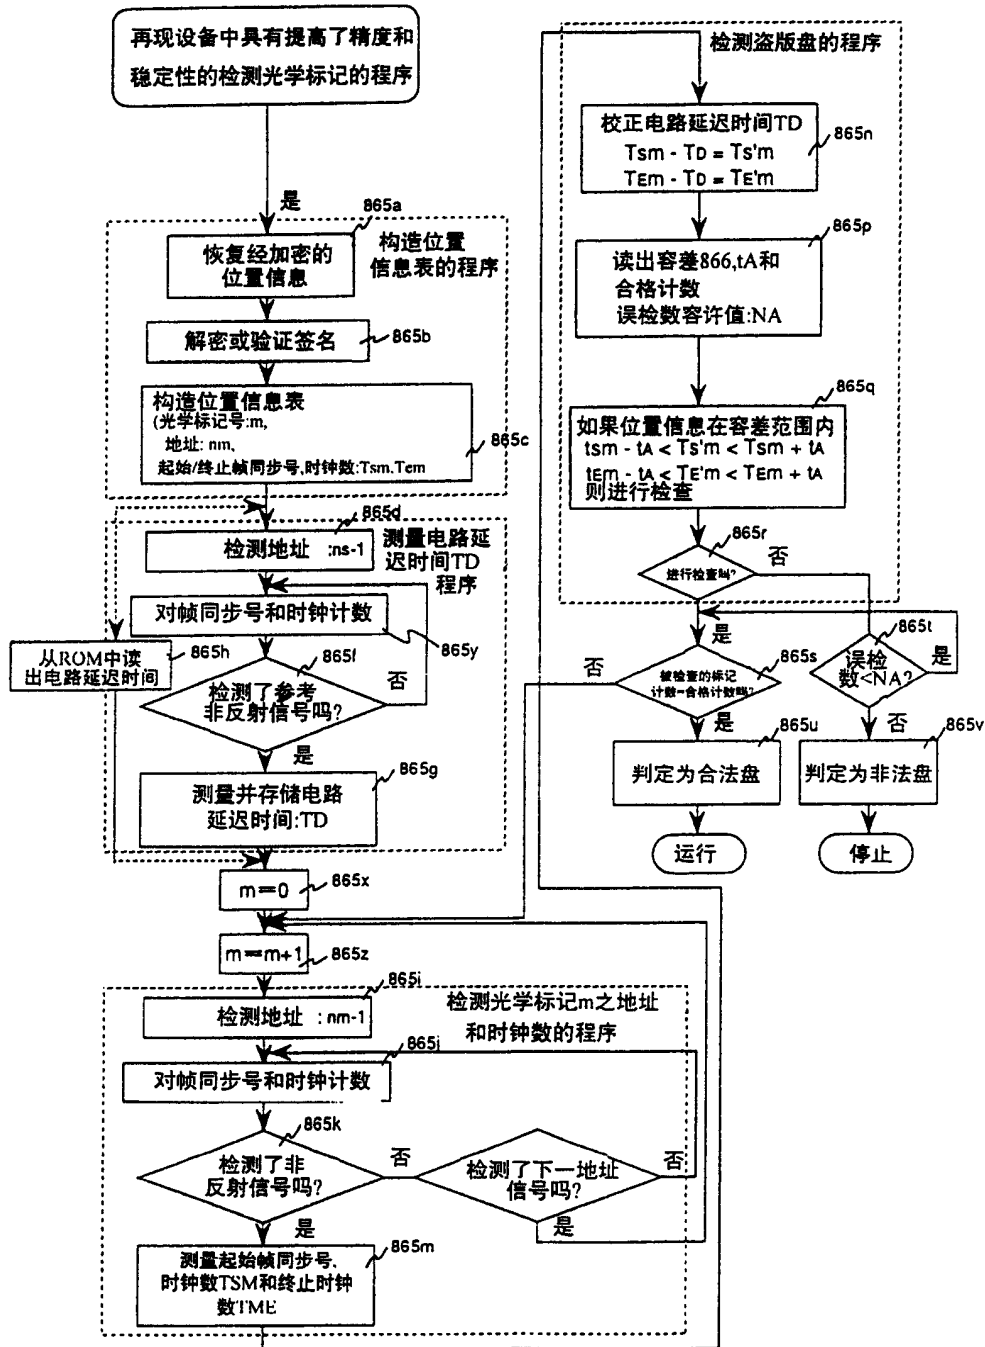 再现设备中具有提高了精度和
稳定性的检测光学标记的程序
是
865a
恢复经加密的
位置信息
构造位置
信息表的程序
解密或验证签名
865b
构造位置信息表
(光学标记号:m,
地址: nm,
起始/终止帧同步号,时钟数:Tsm.Tem
865c
865d
检测地址 :ns-1
测量电路延
迟时间TD
程序
对帧同步号和时钟计数
865y
从ROM中读
出电路延迟时间
865h
865f
检测了参考
非反射信号吗?
否
是
865g
测量并存储电路
延迟时间:TD
m=0
865x
m=m+1
865z
865i
检测地址 : nm-1
检测光学标记m之地址
和时钟数的程序
865j
对帧同步号和时钟计数
865k
检测了非
反射信号吗?
否
检测了下一地址
信号吗?
否
是
是
865m
测量起始帧同步号,
时钟数TSM和终止时钟
数TME
检测盗版盘的程序
校正电路延迟时间TD
Tsm - TD = Ts'm
TEm - TD = TE'm
865n
865p
读出容差866,tA和
合格计数
误检数容许值:NA
865q
如果位置信息在容差范围内
tsm - tA < Ts'm < Tsm + tA
tEm - tA < TE'm < TEm + tA
则进行检查
865r
进行检查吗?
否
是
865s
被检查的标记
计数=合格计数吗?
否
是
865t
误检
数<NA?
是
否
865u
判定为合法盘
865v
判定为非法盘
运行
停止